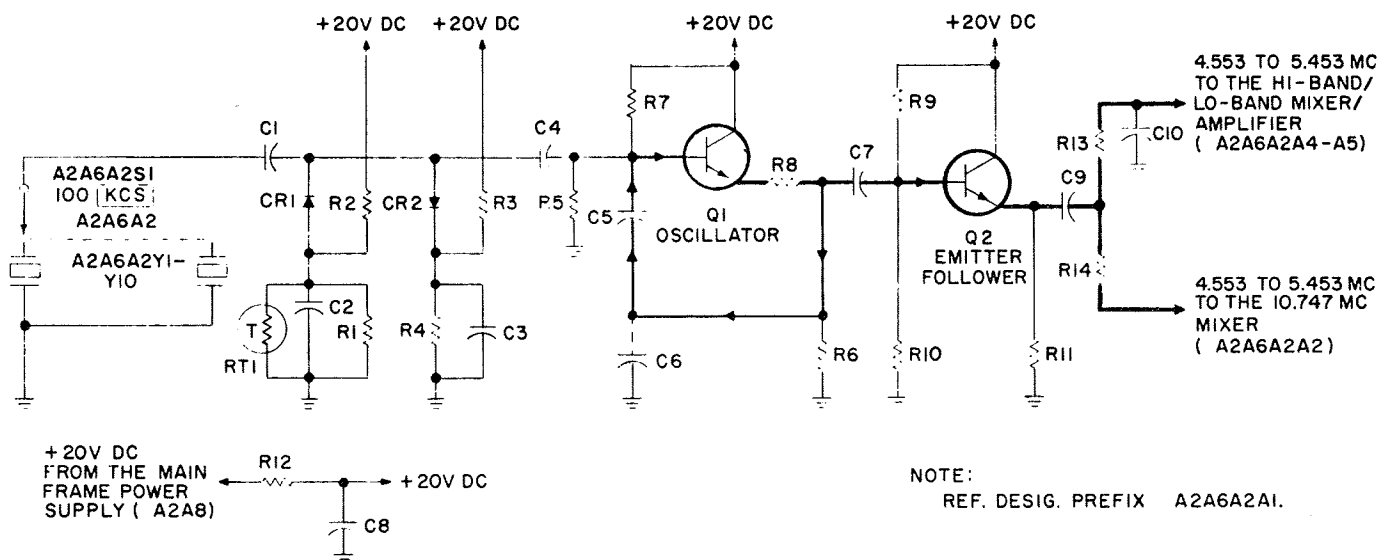 +20V DC
+20V DC
+20V DC
+20V DC
4.553 TO 5.453 MC
TO THE HI-BAND/
LO-BAND MIXER/
AMPLIFIER
( A2A6A2A4-A5)
R7
R9
C10
R13
C1
C4
A2A6A2S1
100 KCS
A2A6A2
CR1
R2
CR2
R3
R5
C5
Q1
OSCILLATOR
R8
C7
Q2
EMITTER
FOLLOWER
C9
R14
A2A6A2Y1-
Y10
T
RT1
C2
R1
R4
C3
C6
R6
R10
R11
4.553 TO 5.453 MC
TO THE 10.747 MC
MIXER
( A2A6A2A2)
+20V DC
FROM THE MAIN
FRAME POWER
SUPPLY ( A2A8)
R12
+20V DC
C8
NOTE:
REF. DESIG. PREFIX A2A6A2A1.